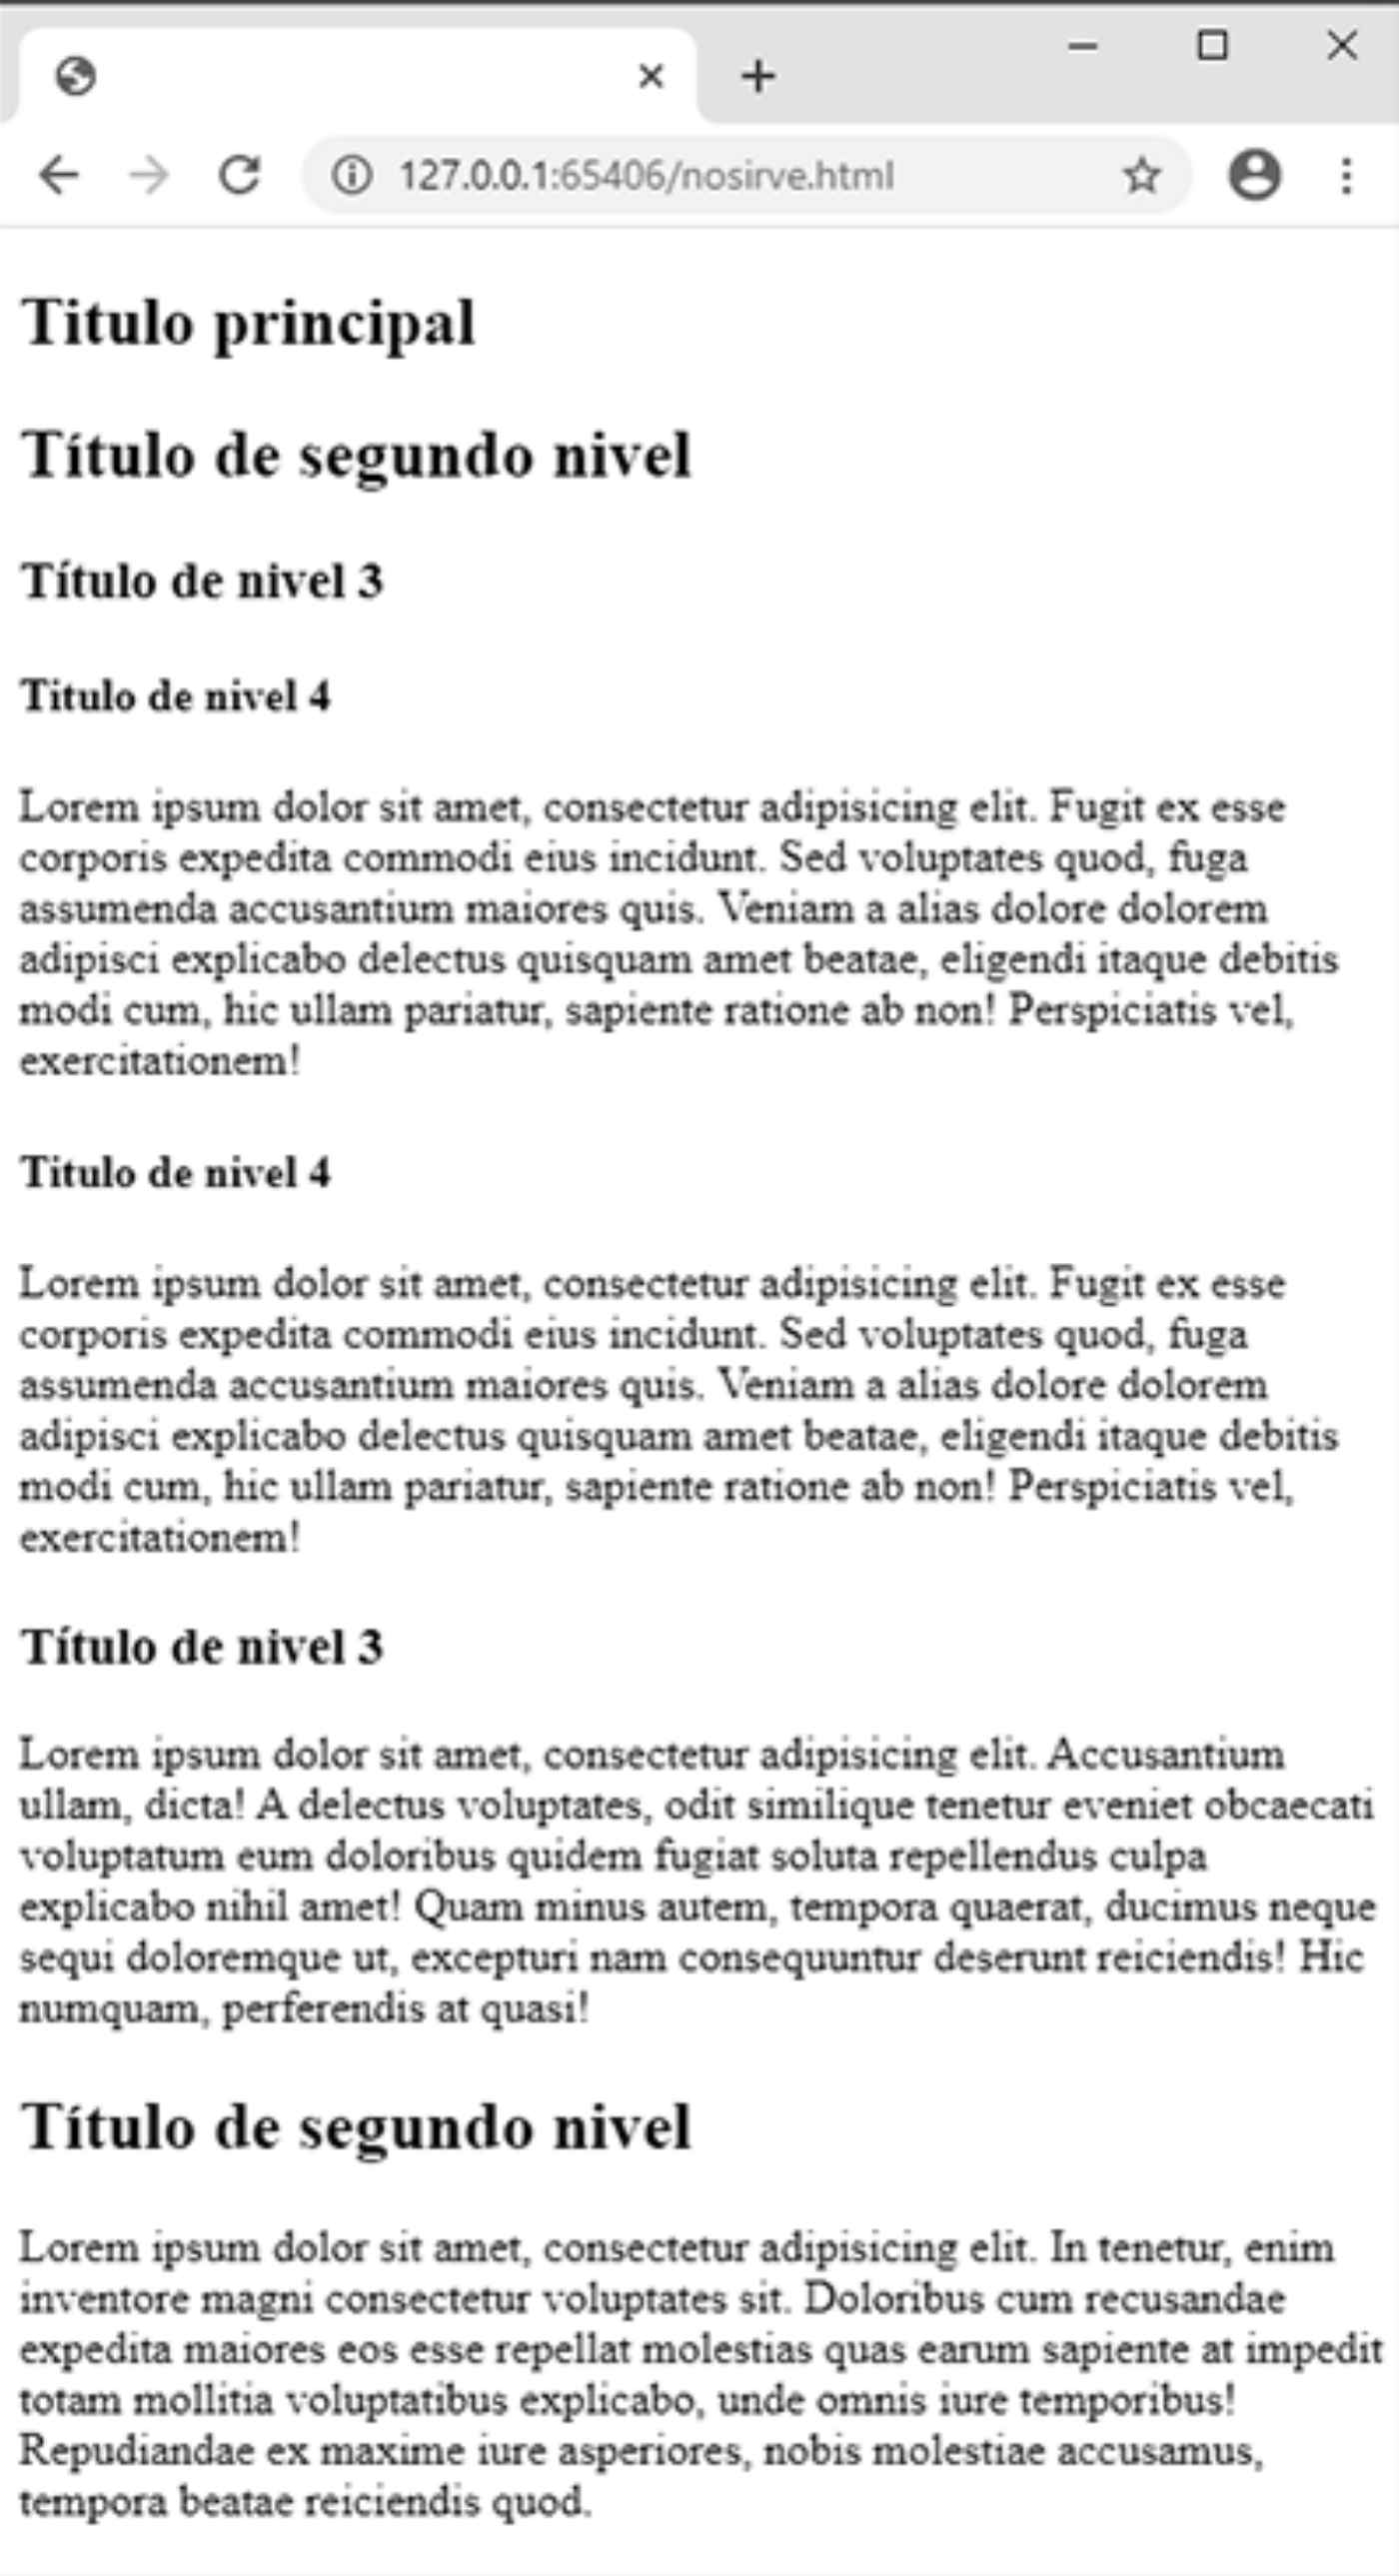 127.0.0.1:65406/nosirve.html
Titulo principal
Título de segundo nivel
Título de nivel 3
Titulo de nivel 4
Lorem ipsum dolor sit amet, consectetur adipisicing elit. Fugit ex esse
corporis expedita commodi eius incidunt. Sed voluptates quod, fuga
assumenda accusantium maiores quis. Veniam a alias dolore dolorem
adipisci explicabo delectus quisquam amet beatae, eligendi itaque debitis
modi cum, hic ullam pariatur, sapiente ratione ab non! Perspiciatis vel,
exercitationem!
Titulo de nivel 4
Lorem ipsum dolor sit amet, consectetur adipisicing elit. Fugit ex esse
corporis expedita commodi eius incidunt. Sed voluptates quod, fuga
assumenda accusantium maiores quis. Veniam a alias dolore dolorem
adipisci explicabo delectus quisquam amet beatae, eligendi itaque debitis
modi cum, hic ullam pariatur, sapiente ratione ab non! Perspiciatis vel,
exercitationem!
Título de nivel 3
Lorem ipsum dolor sit amet, consectetur adipisicing elit. Accusantium
ullam, dicta! A delectus voluptates, odit similique tenetur eveniet obcaecati
voluptatum eum doloribus quidem fugiat soluta repellendus culpa
explicabo nihil amet! Quam minus autem, tempora quaerat, ducimus neque
sequi doloremque ut, excepturi nam consequuntur deserunt reiciendis! Hic
numquam, perferendis at quasi!
Título de segundo nivel
Lorem ipsum dolor sit amet, consectetur adipisicing elit. In tenetur, enim
inventore magni consectetur voluptates sit. Doloribus cum recusandae
expedita maiores eos esse repellat molestias quas earum sapiente at impedit
totam mollitia voluptatibus explicabo, unde omnis iure temporibus!
Repudiandae ex maxime iure asperiores, nobis molestiae accusamus,
tempora beatae reiciendis quod.